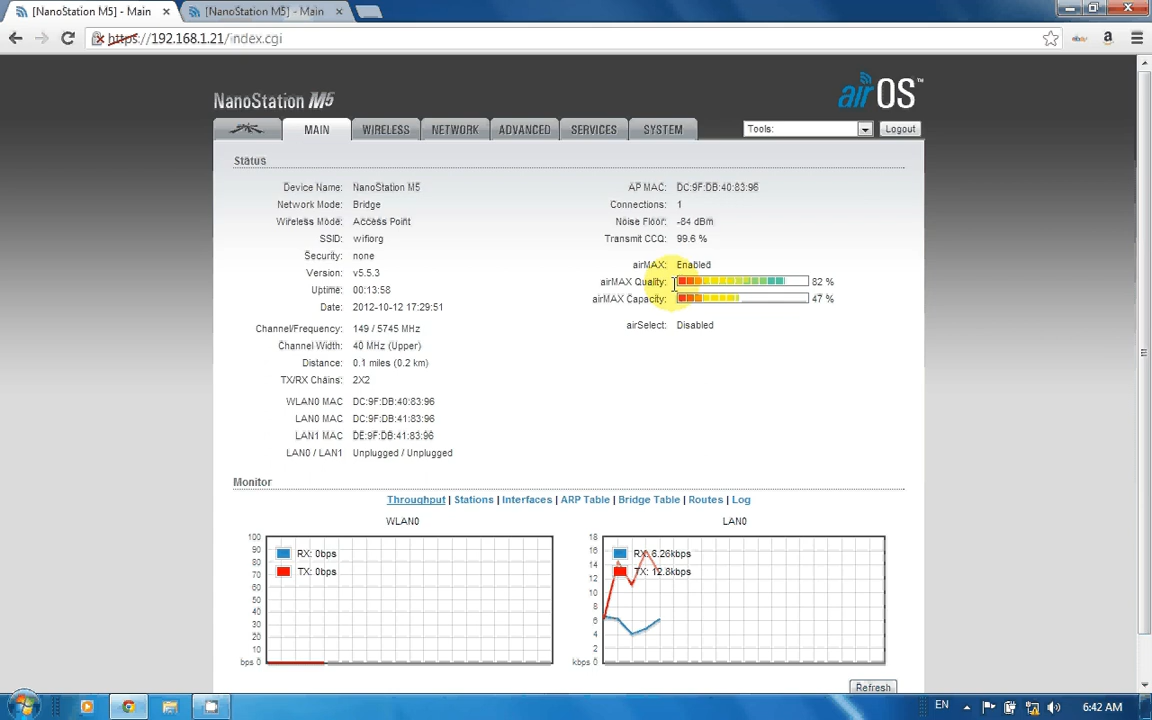 [NanoStation M5] - Main
[NanoStation M5] - Main
https://192.168.1.21/index.cgi
ebay
a
NanoStation M5
airOS™
MAIN
WIRELESS
NETWORK
ADVANCED
SERVICES
SYSTEM
Tools:
Logout
Status
Device Name: NanoStation M5
Network Mode: Bridge
Wireless Mode: Access Point
SSID: wifiorg
Security: none
Version: v5.5.3
Uptime: 00:13:58
Date: 2012-10-12 17:29:51
Channel/Frequency: 149 / 5745 MHz
Channel Width: 40 MHz (Upper)
Distance: 0.1 miles (0.2 km)
TX/RX Chains: 2X2
WLAN0 MAC DC:9F:DB:40:83:96
LAN0 MAC DC:9F:DB:41:83:96
LAN1 MAC DE:9F:DB:41:83:96
LAN0 / LAN1 Unplugged / Unplugged
AP MAC: DC:9F:DB:40:83:96
Connections: 1
Noise Floor: -84 dBm
Transmit CCQ: 99.6 %
airMAX: Enabled
airMAX Quality: 82 %
airMAX Capacity: 47 %
airSelect: Disabled
Monitor
Throughput | Stations | Interfaces | ARP Table | Bridge Table | Routes | Log
WLAN0
100
90
80
70
60
50
40
30
20
10
bps 0
RX: 0bps
TX: 0bps
LAN0
18
16
14
12
10
8
6
4
2
kbps 0
RX: 6.26kbps
TX: 12.8kbps
Refresh
EN
6:42 AM